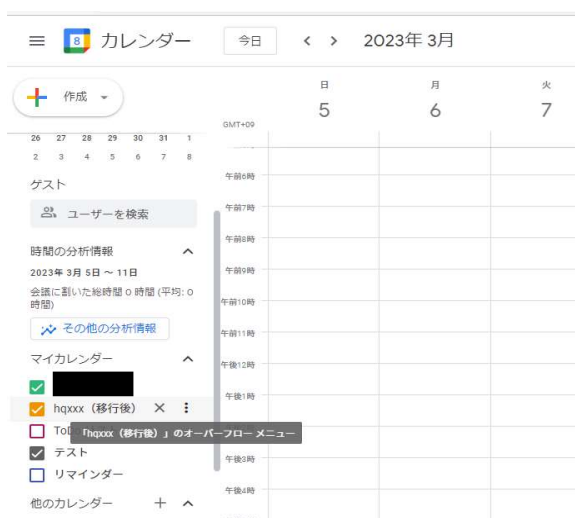 8 カレンダー 今日 2023年 3月
日 月 火
作成
5 6 7
GMT+09
26 27 28 29 30 31 1
2 3 4 5 6 7 8
ゲスト
ユーザーを検索
時間の分析情報
2023年 3月 5日 ～ 11日
会議に割いた総時間 0 時間 (平均: 0
時間)
その他の分析情報
マイカレンダー
hqxxx（移行後）
ToD
「hqxxx（移行後）」のオーバーフロー メニュー
テスト
リマインダー
他のカレンダー
午前6時
午前7時
午前8時
午前9時
午前10時
午前11時
午後12時
午後1時
午後3時
午後4時